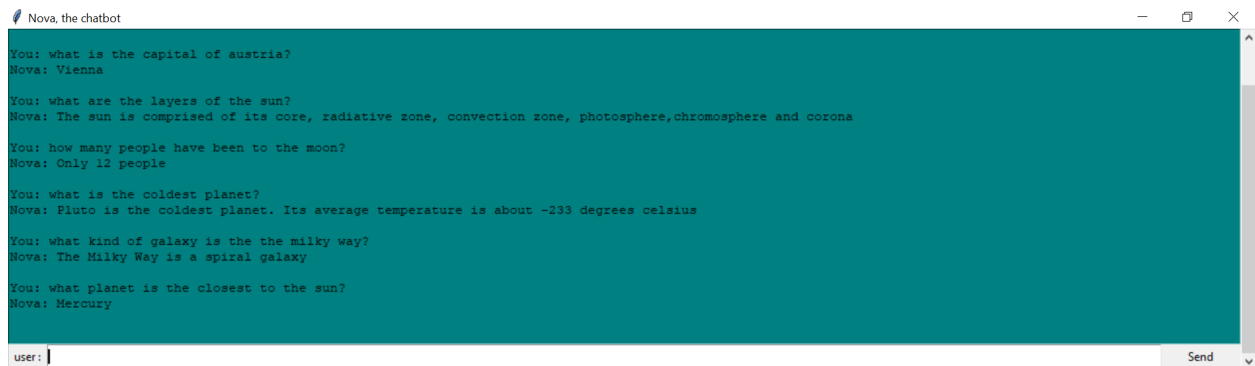 Nova, the chatbot
You: what is the capital of austria?
Nova: Vienna
You: what are the layers of the sun?
Nova: The sun is comprised of its core, radiative zone, convection zone, photosphere,chromosphere and corona
You: how many people have been to the moon?
Nova: Only 12 people
You: what is the coldest planet?
Nova: Pluto is the coldest planet. Its average temperature is about -233 degrees celsius
You: what kind of galaxy is the the milky way?
Nova: The Milky Way is a spiral galaxy
You: what planet is the closest to the sun?
Nova: Mercury
user: Send